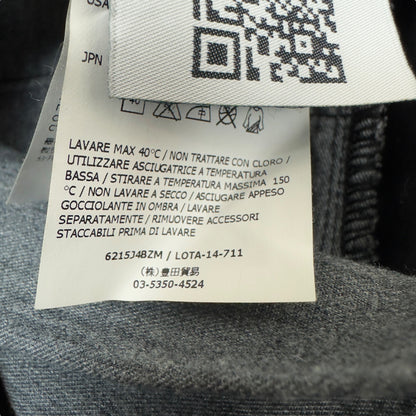 USA
JPN
40
LAVARE MAX 40°C / NON TRATTARE CON CLORO /
UTILIZZARE ASCIUGATRICE A TEMPERATURA
BASSA / STIRARE A TEMPERATURA MASSIMA 150
°C / NON LAVARE A SECCO / ASCIUGARE APPESO
GOCCIOLANTE IN OMBRA / LAVARE
SEPARATAMENTE / RIMUOVERE ACCESSORI
STACCABILI PRIMA DI LAVARE
6215J4BZM / LOTA-14-711
(株)豊田貿易
03-5350-4524